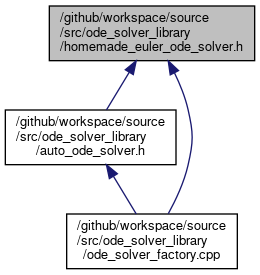 /github/workspace/source
/src/ode_solver_library
/homemade_euler_ode_solver.h
/github/workspace/source
/src/ode_solver_library
/auto_ode_solver.h
/github/workspace/source
/src/ode_solver_library
/ode_solver_factory.cpp